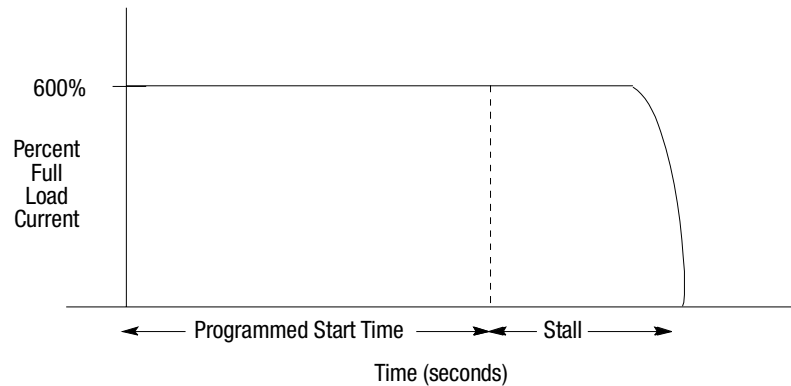 600%
Percent
Full
Load
Current
Programmed Start Time
Stall
Time (seconds)